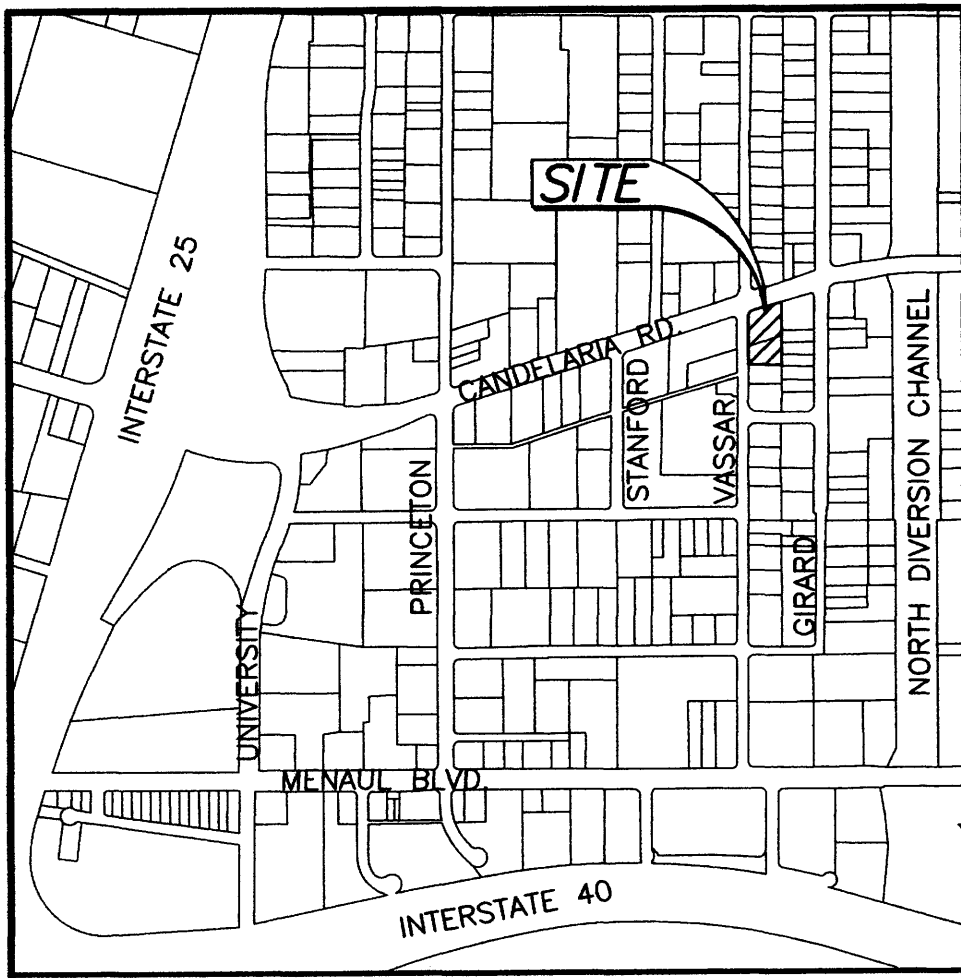 SITE
INTERSTATE 25
CANDELARIA RD.
NORTH DIVERSION CHANNEL
STANFORD
VASSAR
PRINCETON
GIRARD
UNIVERSITY
MENAUL BLVD.
INTERSTATE 40